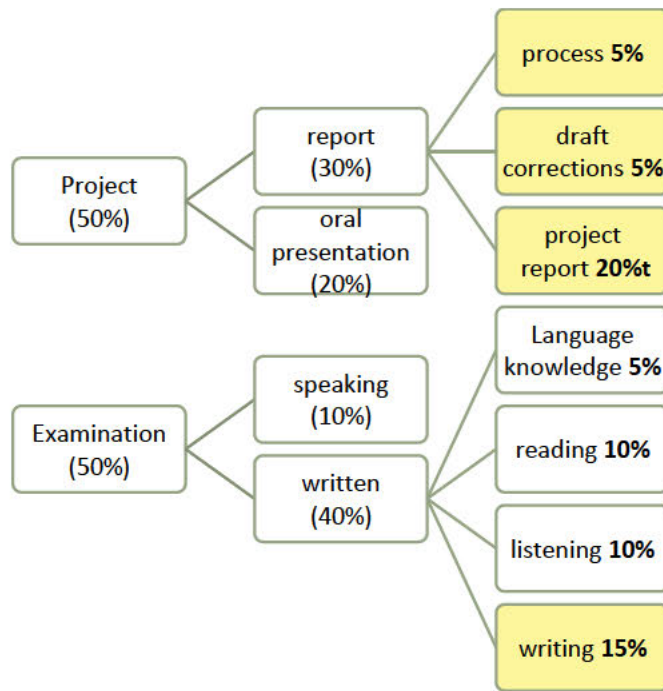 Project
(50%)
report
(30%)
oral
presentation
(20%)
process 5%
draft
corrections 5%
project
report 20%t
Examination
(50%)
speaking
(10%)
written
(40%)
Language
knowledge 5%
reading 10%
listening 10%
writing 15%